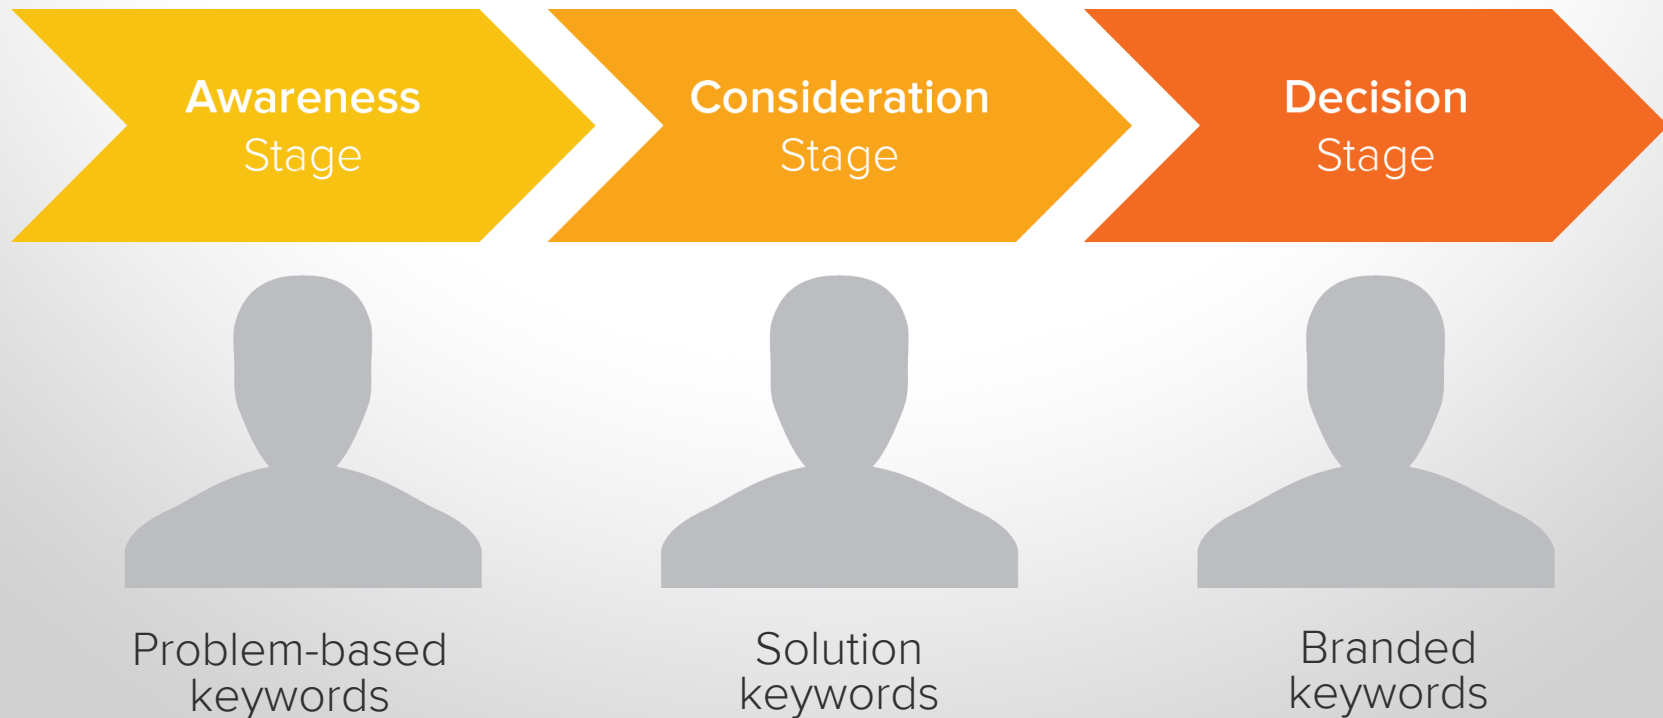 Awareness
Stage
Consideration
Stage
Decision
Stage
Problem-based
keywords
Solution
keywords
Branded
keywords